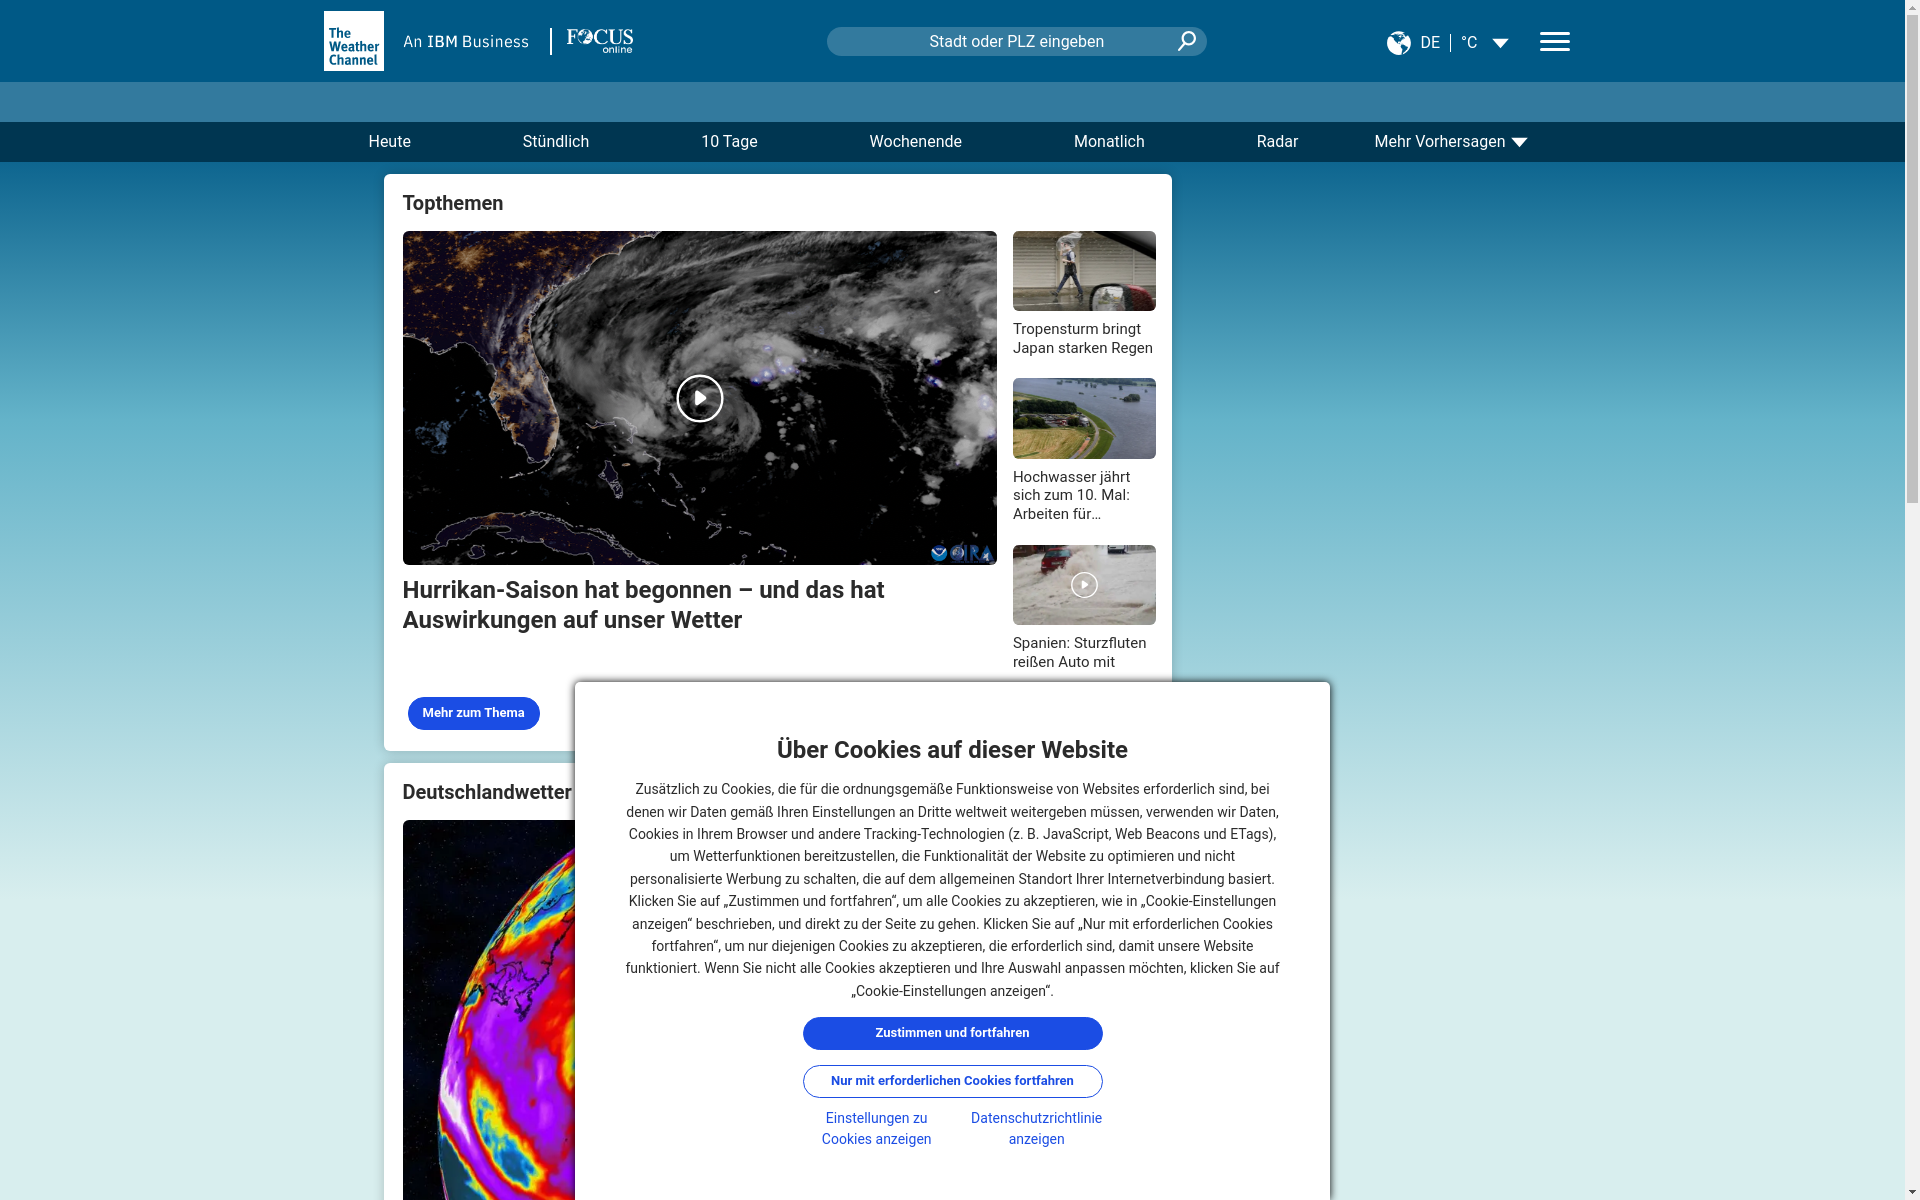 The
Weather
Channel
An IBM Business
FOCUS
online
Stadt oder PLZ eingeben
DE
°C
Heute
Stündlich
10 Tage
Wochenende
Monatlich
Radar
Mehr Vorhersagen
Topthemen
CIRA
Hurrikan-Saison hat begonnen – und das hat
Auswirkungen auf unser Wetter
Mehr zum Thema
Tropensturm bringt
Japan starken Regen
Hochwasser jährt
sich zum 10. Mal:
Arbeiten für...
Spanien: Sturzfluten
reißen Auto mit
Deutschlandwetter
Über Cookies auf dieser Website
Zusätzlich zu Cookies, die für die ordnungsgemäße Funktionsweise von Websites erforderlich sind, bei
denen wir Daten gemäß Ihren Einstellungen an Dritte weltweit weitergeben müssen, verwenden wir Daten,
Cookies in Ihrem Browser und andere Tracking-Technologien (z. B. JavaScript, Web Beacons und ETags),
um Wetterfunktionen bereitzustellen, die Funktionalität der Website zu optimieren und nicht
personalisierte Werbung zu schalten, die auf dem allgemeinen Standort Ihrer Internetverbindung basiert.
Klicken Sie auf „Zustimmen und fortfahren“, um alle Cookies zu akzeptieren, wie in „Cookie-Einstellungen
anzeigen“ beschrieben, und direkt zu der Seite zu gehen. Klicken Sie auf „Nur mit erforderlichen Cookies
fortfahren“, um nur diejenigen Cookies zu akzeptieren, die erforderlich sind, damit unsere Website
funktioniert. Wenn Sie nicht alle Cookies akzeptieren und Ihre Auswahl anpassen möchten, klicken Sie auf
„Cookie-Einstellungen anzeigen“.
Zustimmen und fortfahren
Nur mit erforderlichen Cookies fortfahren
Einstellungen zu
Cookies anzeigen
Datenschutzrichtlinie
anzeigen